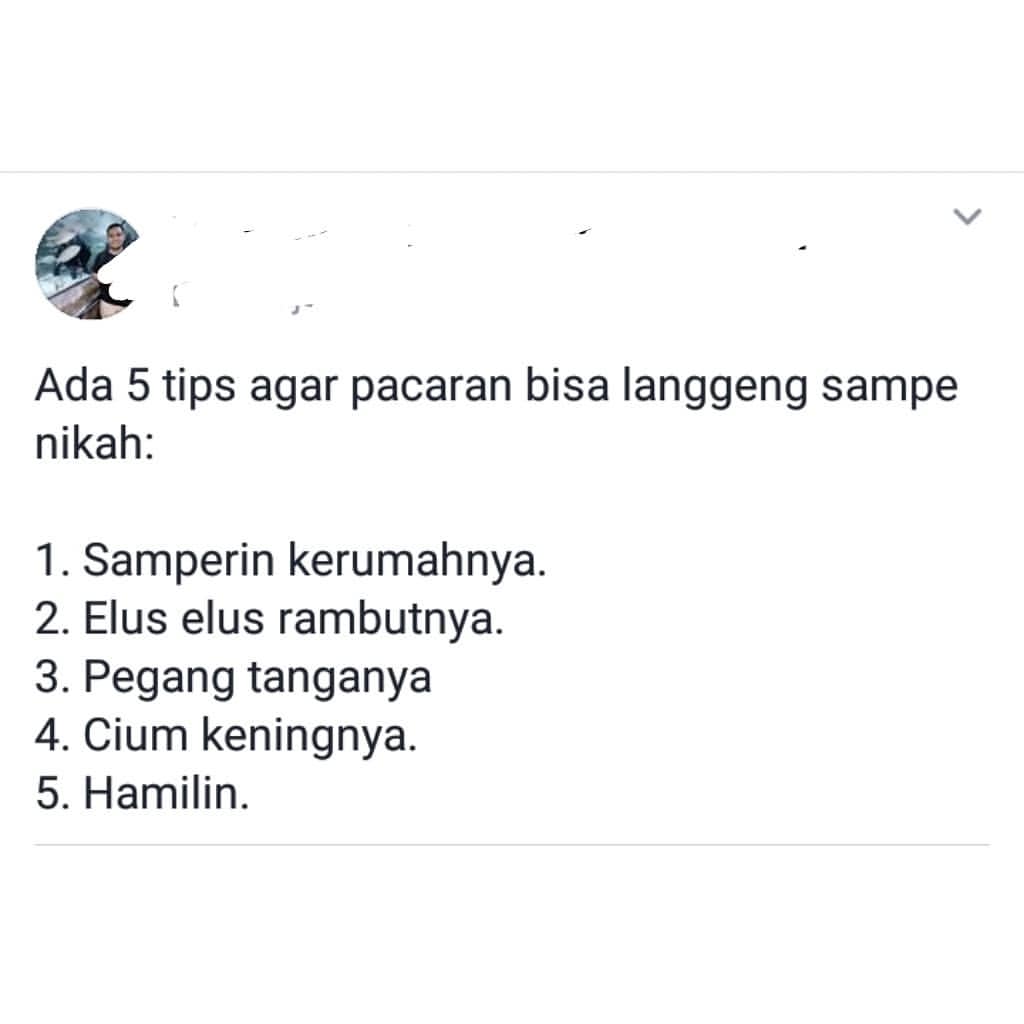 Ada 5 tips agar pacaran bisa langgeng sampe
nikah:
1. Samperin kerumahnya.
2. Elus elus rambutnya.
3. Pegang tanganya
4. Cium keningnya.
5. Hamilin.